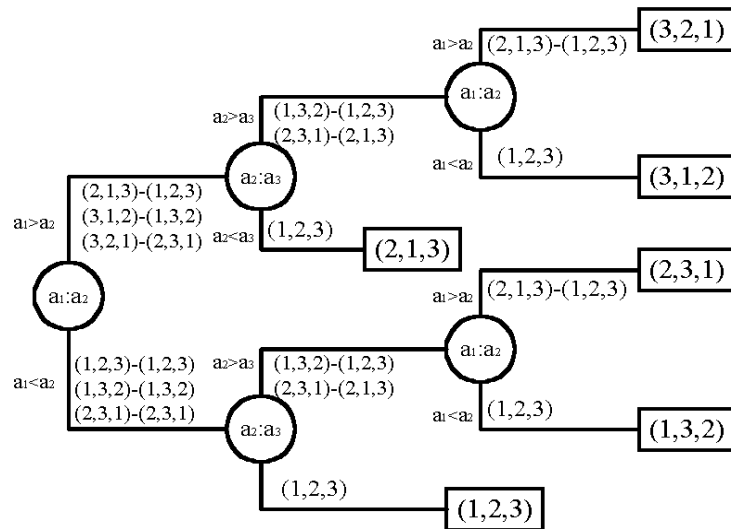 a₁>a₂
(2,1,3)-(1,2,3)
(3,2,1)
a₁:a₂
a₂>a₃
(1,3,2)-(1,2,3)
(2,3,1)-(2,1,3)
a₁<a₂
(1,2,3)
(3,1,2)
a₂:a₃
a₁>a₂
(2,1,3)-(1,2,3)
(3,1,2)-(1,3,2)
(3,2,1)-(2,3,1)
a₂<a₃
(1,2,3)
(2,1,3)
a₁:a₂
a₁>a₂
(2,1,3)-(1,2,3)
(2,3,1)
a₁:a₂
a₁<a₂
(1,2,3)-(1,2,3)
(1,3,2)-(1,3,2)
(2,3,1)-(2,3,1)
a₂>a₃
(1,3,2)-(1,2,3)
(2,3,1)-(2,1,3)
a₁<a₂
(1,2,3)
(1,3,2)
a₂:a₃
(1,2,3)
(1,2,3)